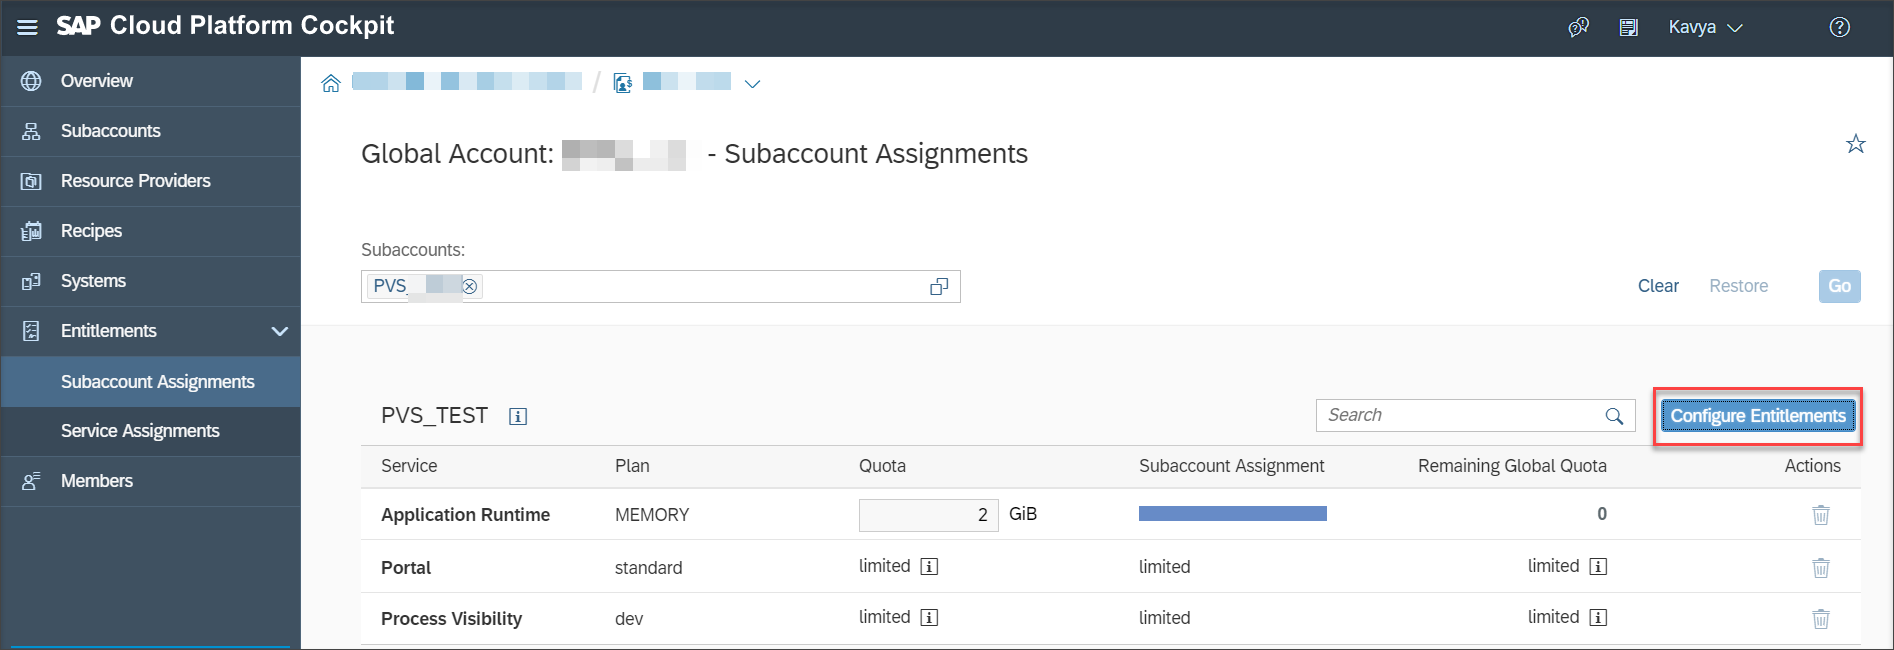 SAP Cloud Platform Cockpit
Kavya
Overview
Subaccounts
Resource Providers
Recipes
Systems
Entitlements
Subaccount Assignments
Service Assignments
Members
Global Account: - Subaccount Assignments
Subaccounts:
PVS_
Clear Restore Go
PVS_TEST
Search
Configure Entitlements
Service Plan Quota Subaccount Assignment Remaining Global Quota Actions
Application Runtime MEMORY 2 GiB 0
Portal standard limited limited limited
Process Visibility dev limited limited limited